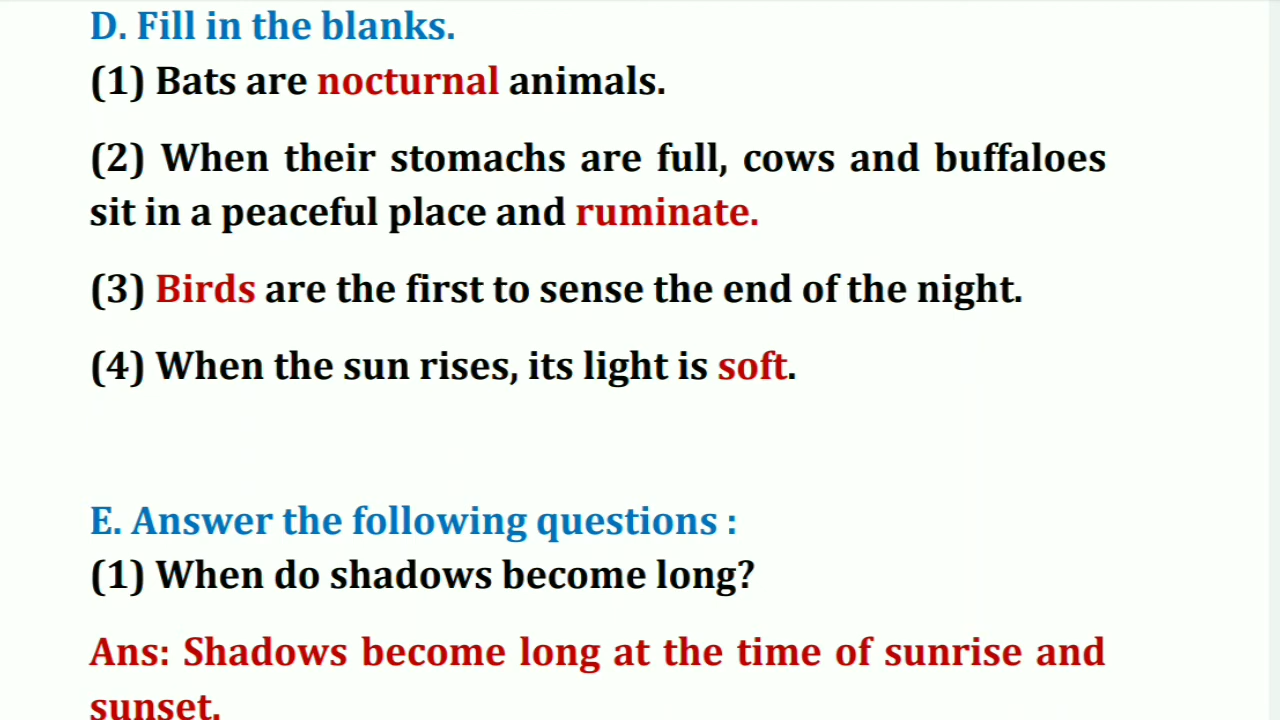 D. Fill in the blanks.
(1) Bats are nocturnal animals.
(2) When their stomachs are full, cows and buffaloes
sit in a peaceful place and ruminate.
(3) Birds are the first to sense the end of the night.
(4) When the sun rises, its light is soft.
E. Answer the following questions :
(1) When do shadows become long?
Ans: Shadows become long at the time of sunrise and
sunset.